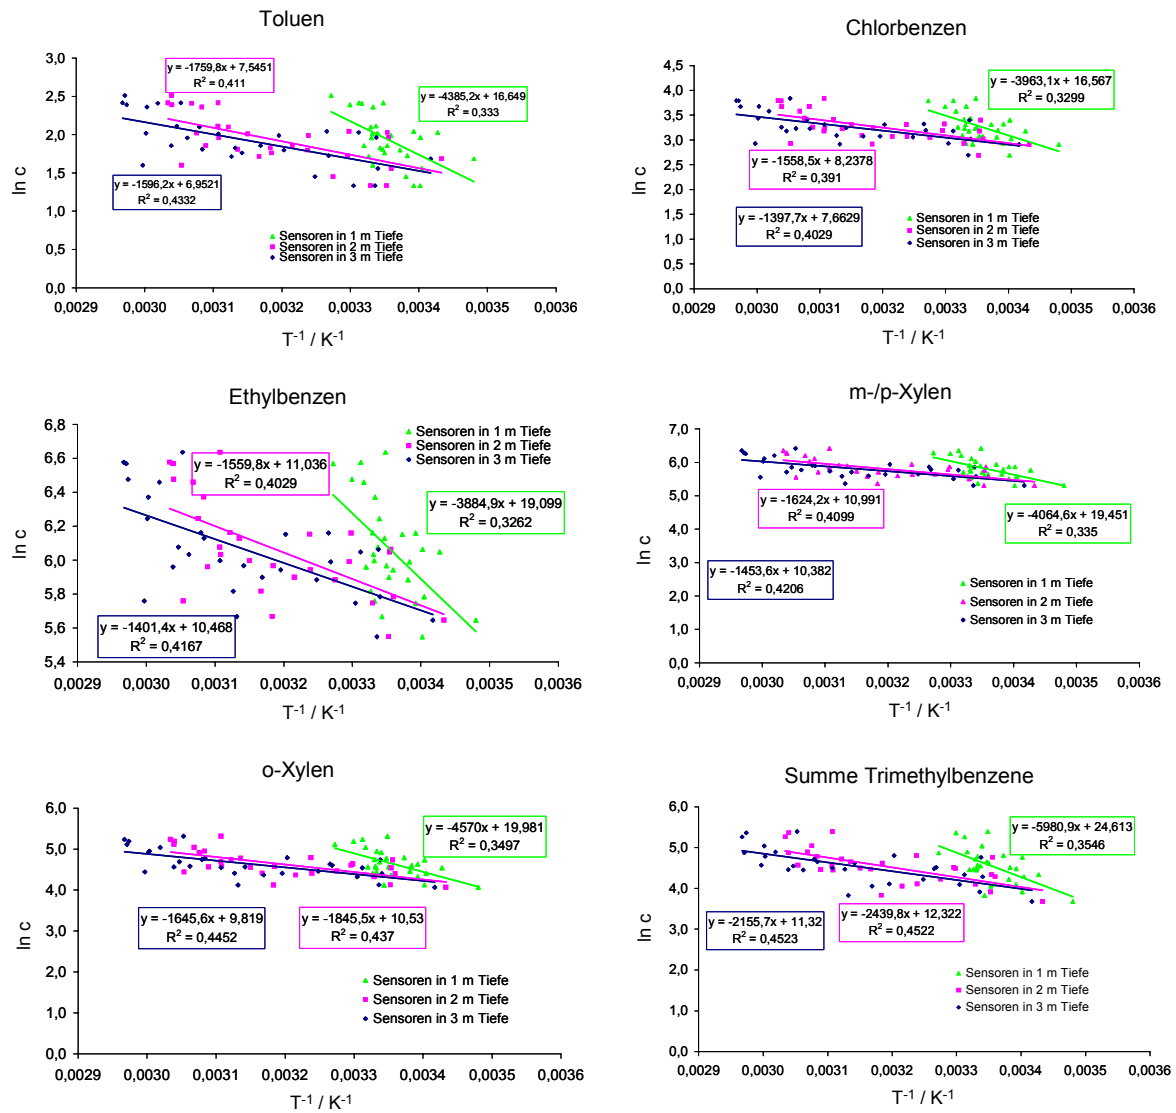 Toluen
3,0
2,5
2,0
1,5
1,0
0,5
0,0
ln c
y = -1759,8x + 7,5451
R² = 0,411
y = -4385,2x + 16,649
R² = 0,333
y = -1596,2x + 6,9521
R² = 0,4332
Sensoren in 1 m Tiefe
Sensoren in 2 m Tiefe
Sensoren in 3 m Tiefe
0,0029 0,0030 0,0031 0,0032 0,0033 0,0034 0,0035 0,0036
T⁻¹ / K⁻¹
Chlorbenzen
4,5
4,0
3,5
3,0
2,5
2,0
1,5
1,0
0,5
0,0
ln c
y = -3963,1x + 16,567
R² = 0,3299
y = -1558,5x + 8,2378
R² = 0,391
y = -1397,7x + 7,6629
R² = 0,4029
Sensoren in 1 m Tiefe
Sensoren in 2 m Tiefe
Sensoren in 3 m Tiefe
0,0029 0,0030 0,0031 0,0032 0,0033 0,0034 0,0035 0,0036
T⁻¹ / K⁻¹
Ethylbenzen
6,8
6,6
6,4
6,2
6,0
5,8
5,6
5,4
ln c
Sensoren in 1 m Tiefe
Sensoren in 2 m Tiefe
Sensoren in 3 m Tiefe
y = -1559,8x + 11,036
R² = 0,4029
y = -3884,9x + 19,099
R² = 0,3262
y = -1401,4x + 10,468
R² = 0,4167
0,0029 0,0030 0,0031 0,0032 0,0033 0,0034 0,0035 0,0036
T⁻¹ / K⁻¹
m-/p-Xylen
7,0
6,0
5,0
4,0
3,0
2,0
1,0
0,0
ln c
y = -1624,2x + 10,991
R² = 0,4099
y = -4064,6x + 19,451
R² = 0,335
y = -1453,6x + 10,382
R² = 0,4206
Sensoren in 1 m Tiefe
Sensoren in 2 m Tiefe
Sensoren in 3 m Tiefe
0,0029 0,0030 0,0031 0,0032 0,0033 0,0034 0,0035 0,0036
T⁻¹ / K⁻¹
o-Xylen
6,0
5,0
4,0
3,0
2,0
1,0
0,0
ln c
y = -4570x + 19,981
R² = 0,3497
y = -1645,6x + 9,819
R² = 0,4452
y = -1845,5x + 10,53
R² = 0,437
Sensoren in 1 m Tiefe
Sensoren in 2 m Tiefe
Sensoren in 3 m Tiefe
0,0029 0,0030 0,0031 0,0032 0,0033 0,0034 0,0035 0,0036
T⁻¹ / K⁻¹
Summe Trimethylbenzene
6,0
5,0
4,0
3,0
2,0
1,0
0,0
ln c
y = -5980,9x + 24,613
R² = 0,3546
y = -2155,7x + 11,32
R² = 0,4523
y = -2439,8x + 12,322
R² = 0,4522
Sensoren in 1 m Tiefe
Sensoren in 2 m Tiefe
Sensoren in 3 m Tiefe
0,0029 0,0030 0,0031 0,0032 0,0033 0,0034 0,0035 0,0036
T⁻¹ / K⁻¹